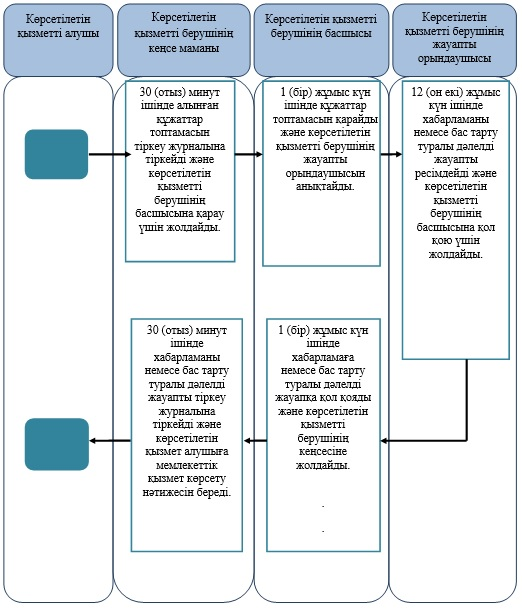 Көрсетілетін
қызметті алушы
Көрсетілетін
қызметті берушінің
кеңсе маманы
Көрсетілетін қызметті
берушінің басшысы
Көрсетілетін
қызметті берушінің
жауапты
орындаушысы
30 (отыз) минут
ішінде алынған
құжаттар
топтамасын
тіркеу журналына
тіркейді және
көрсетілетін
қызметті
берушінің
басшысына қарау
үшін жолдайды.
1 (бір) жұмыс күн
ішінде құжаттар
топтамасын қарайды
және көрсетілетін
қызметті берушінің
жауапты
орындаушысын
анықтайды.
12 (он екі) жұмыс
күн ішінде
хабарламаны
немесе бас тарту
туралы дәлелді
жауапты
ресімдейді және
көрсетілетін
қызметті
берушінің
басшысына қол
қою үшін
жолдайды.
30 (отыз) минут
ішінде
хабарламаны
немесе бас тарту
туралы дәлелді
жауапты тіркеу
журналына
тіркейді және
көрсетілетін
қызмет алушыға
мемлекеттік
қызмет көрсету
нәтижесін береді.
1 (бір) жұмыс күн
ішінде
хабарламаға
немесе бас тарту
туралы дәлелді
жауапқа қол қояды
және көрсетілетін
қызметті
берушінің
кеңсесіне
жолдайды.
.
.